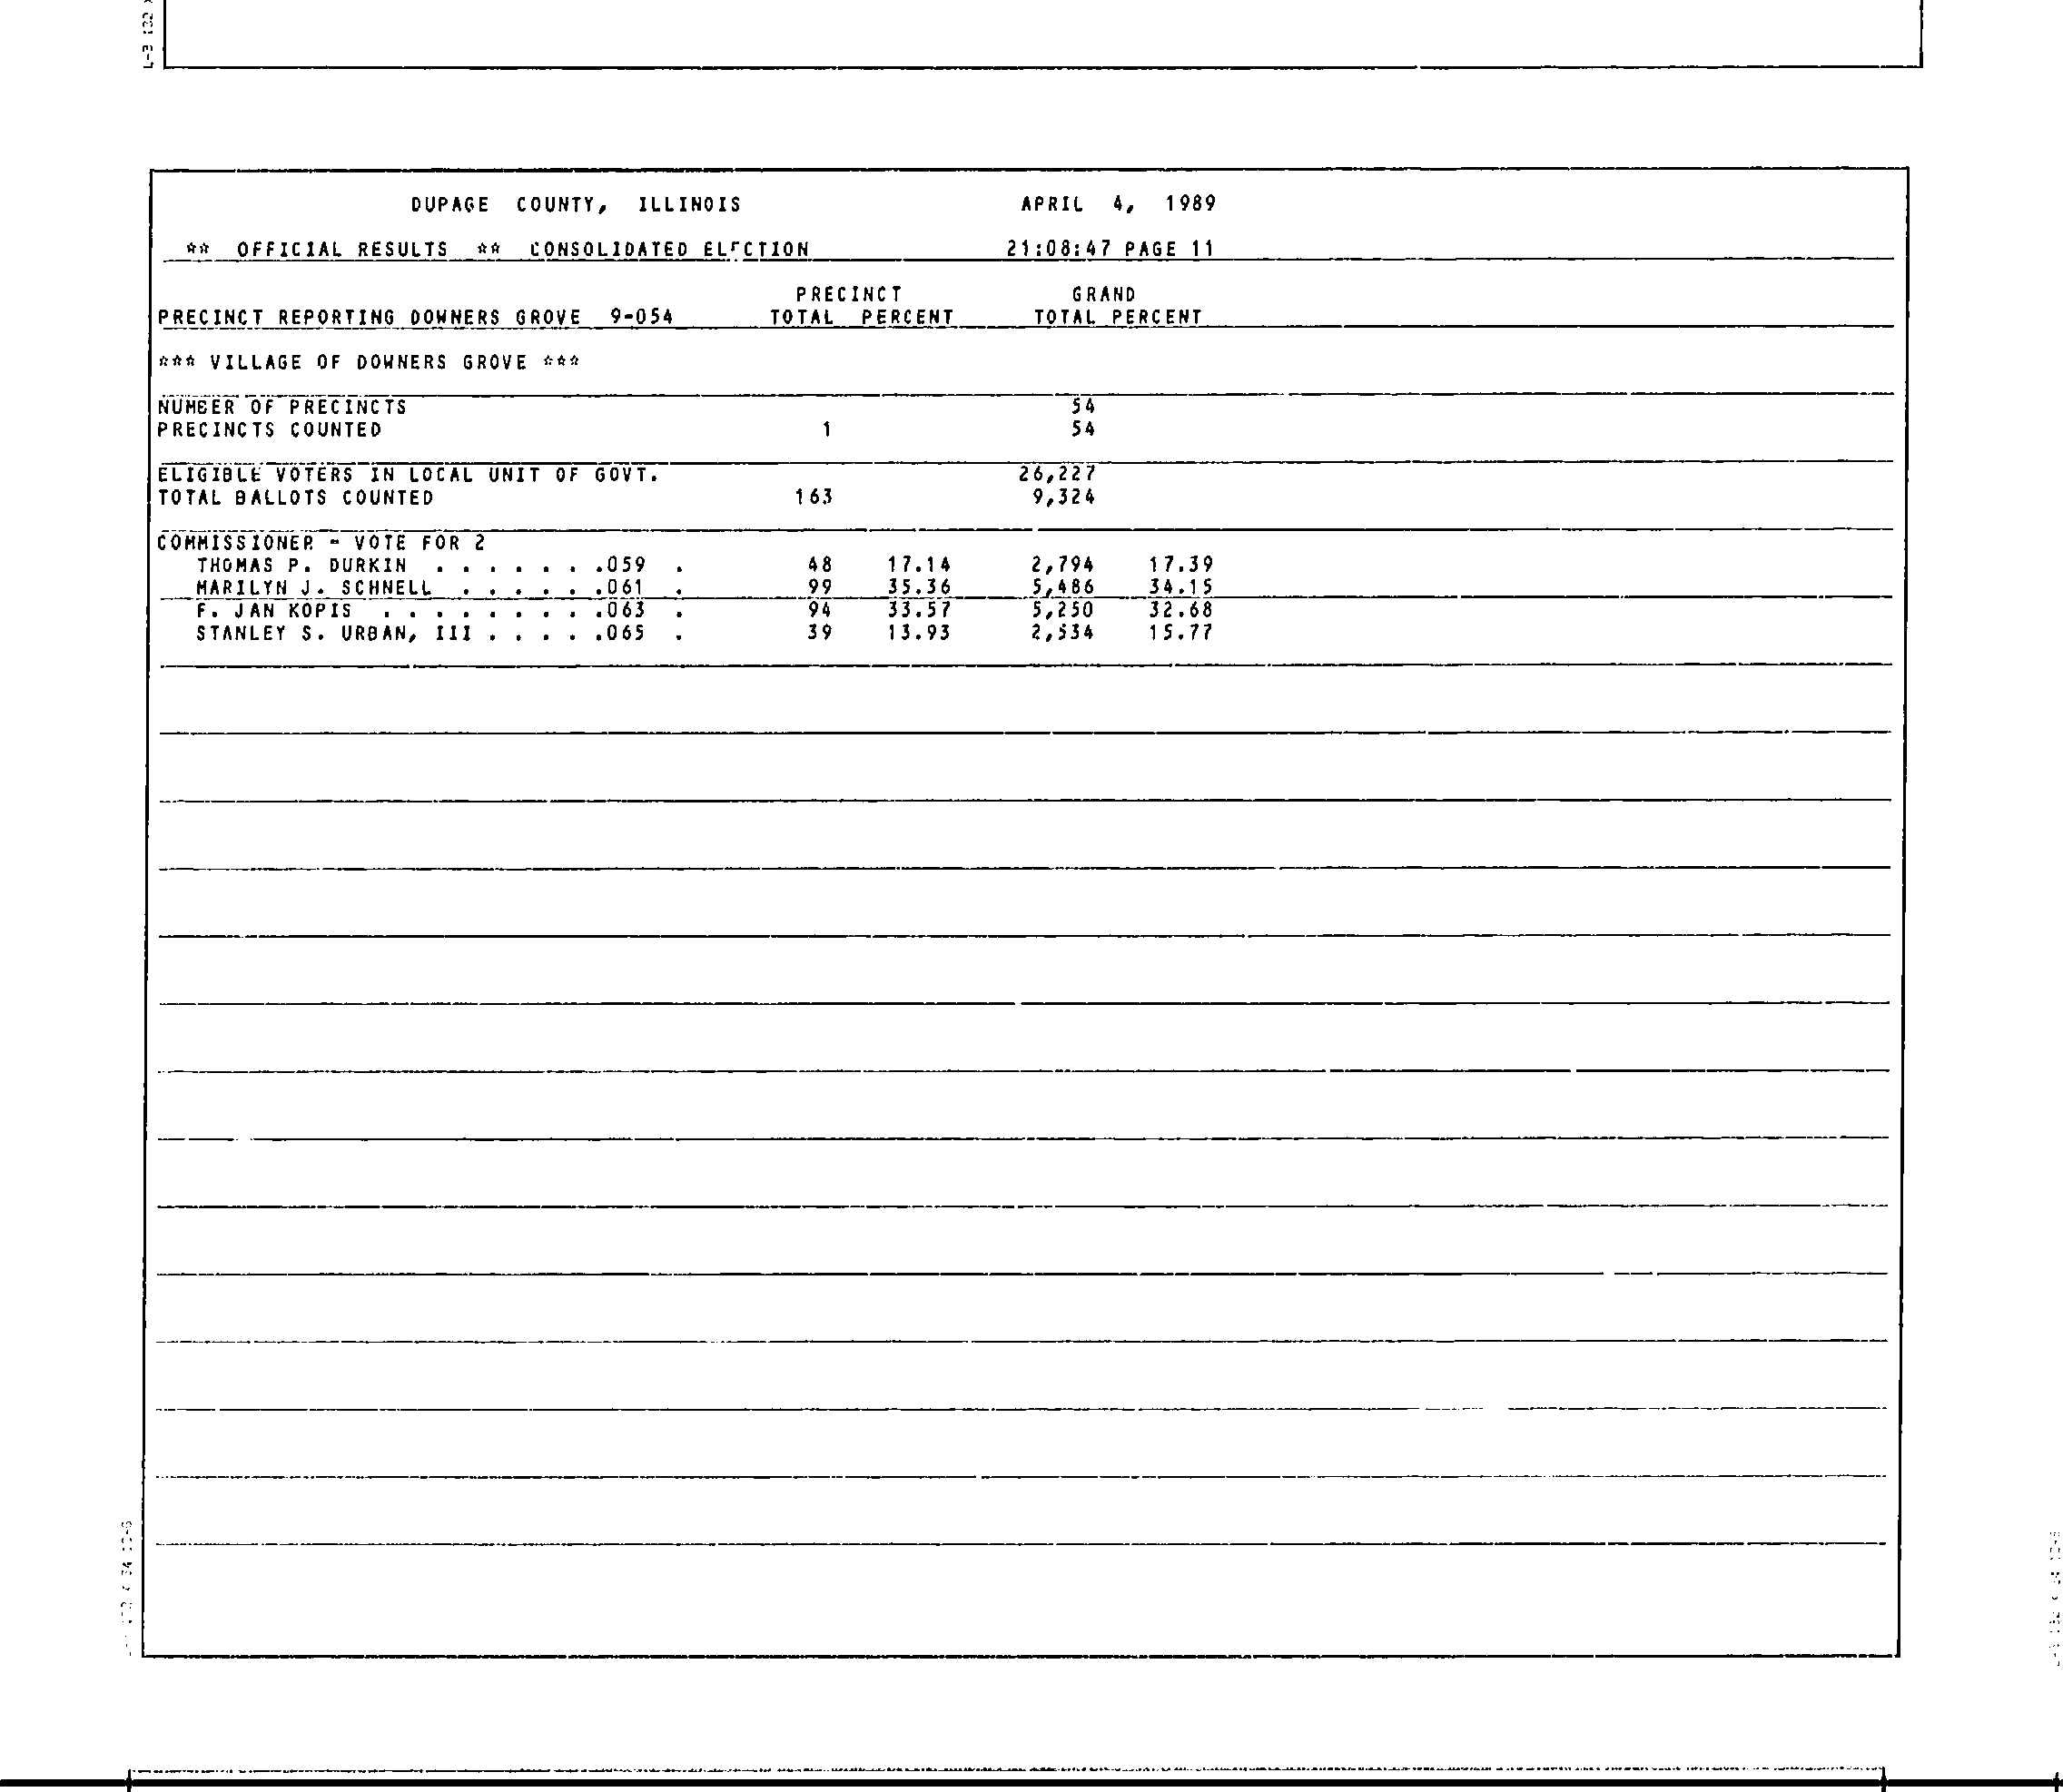 L-B 132
DUPAGE COUNTY, ILLINOIS APRIL 4, 1989
** OFFICIAL RESULTS ** CONSOLIDATED ELECTION 21:08:47 PAGE 11
PRECINCT GRAND
PRECINCT REPORTING DOWNERS GROVE 9-054 TOTAL PERCENT TOTAL PERCENT
*** VILLAGE OF DOWNERS GROVE ***
NUMBER OF PRECINCTS 54
PRECINCTS COUNTED 1 54
ELIGIBLE VOTERS IN LOCAL UNIT OF GOVT. 26,227
TOTAL BALLOTS COUNTED 163 9,324
COMMISSIONER - VOTE FOR 2
THOMAS P. DURKIN . . . . . . .059 . 48 17.14 2,794 17.39
MARILYN J. SCHNELL . . . . . .061 . 99 35.36 5,486 34.15
F. JAN KOPIS . . . . . . . . .063 . 94 33.57 5,250 32.68
STANLEY S. URBAN, III . . . . .065 . 39 13.93 2,534 15.77